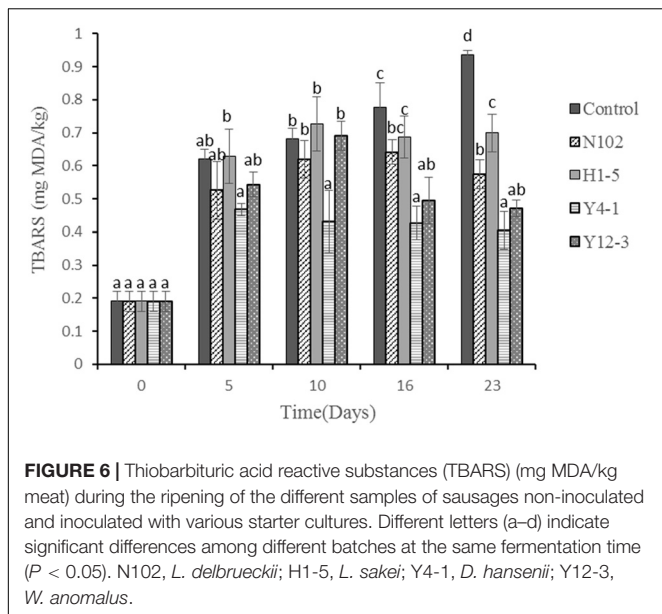 d
1
0.9
0.8
0.7
0.6
0.5
0.4
0.3
0.2
0.1
0
TBARS (mg MDA/kg)
a a a a a
ab ab b a ab
b b b a b
c bc c a ab
d b c a ab
0 5 10 16 23
Time(Days)
Control
N102
H1-5
Y4-1
Y12-3
FIGURE 6 | Thiobarbituric acid reactive substances (TBARS) (mg MDA/kg
meat) during the ripening of the different samples of sausages non-inoculated
and inoculated with various starter cultures. Different letters (a–d) indicate
significant differences among different batches at the same fermentation time
(P < 0.05). N102, L. delbrueckii; H1-5, L. sakei; Y4-1, D. hansenii; Y12-3,
W. anomalus.